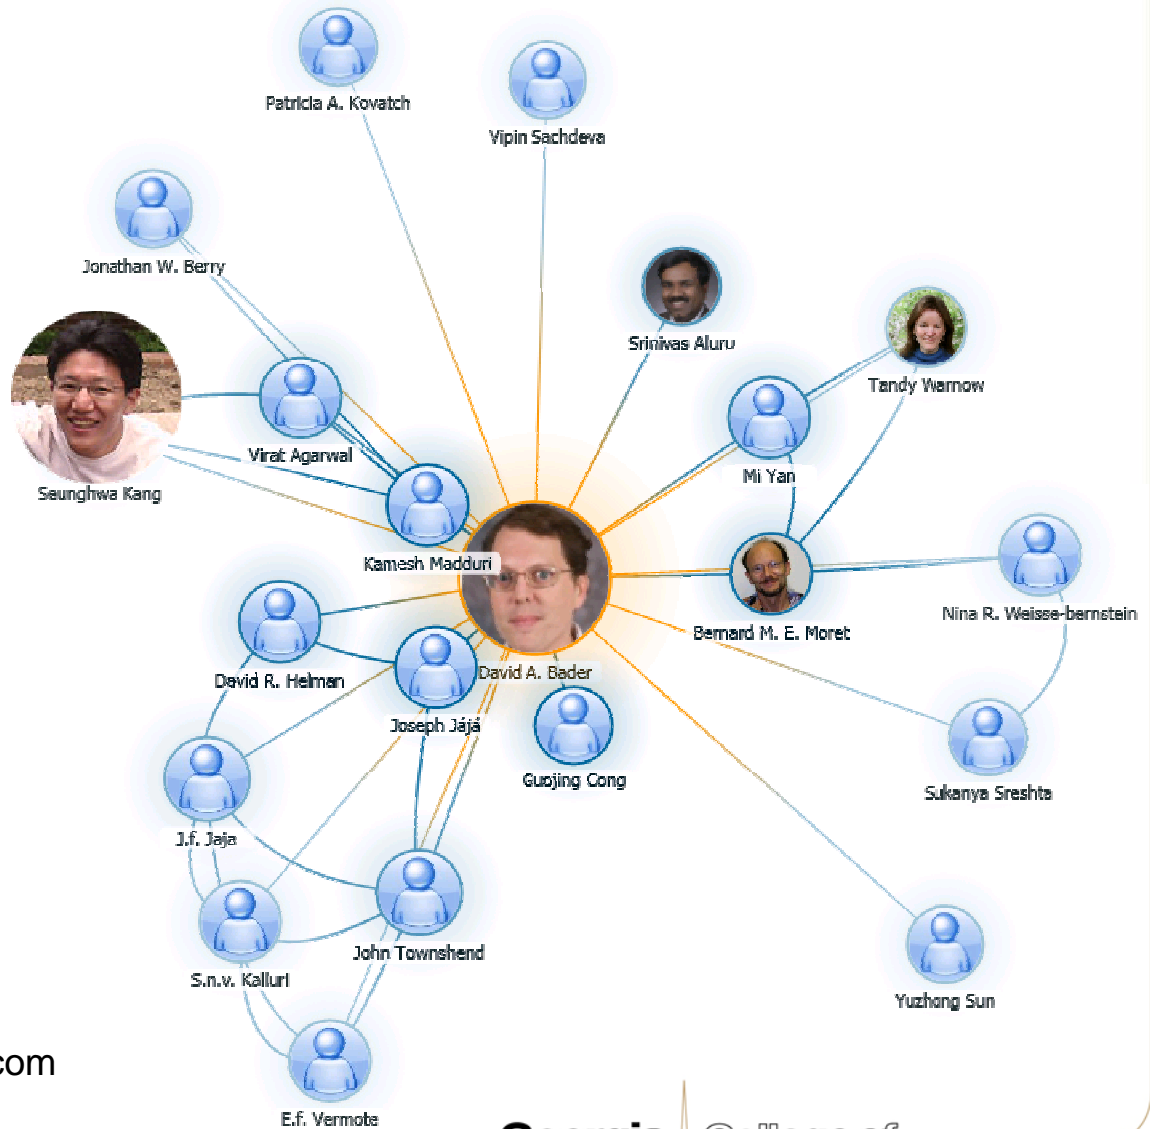 Patricia A. Kovatch
Vipin Sachdeva
Jonathan W. Berry
Srinivas Aluru
Tandy Warnow
Virat Agarwal
Mi Yan
Seunghwa Kang
Kamesh Madduri
Nina R. Weisse-bernstein
Bernard M. E. Moret
David A. Bader
David R. Helman
Joseph Jájá
Guojing Cong
Sukanya Sreshta
J.f. Jaja
John Townshend
S.n.v. Kalluri
Yuzhong Sun
com
E.f. Vermote